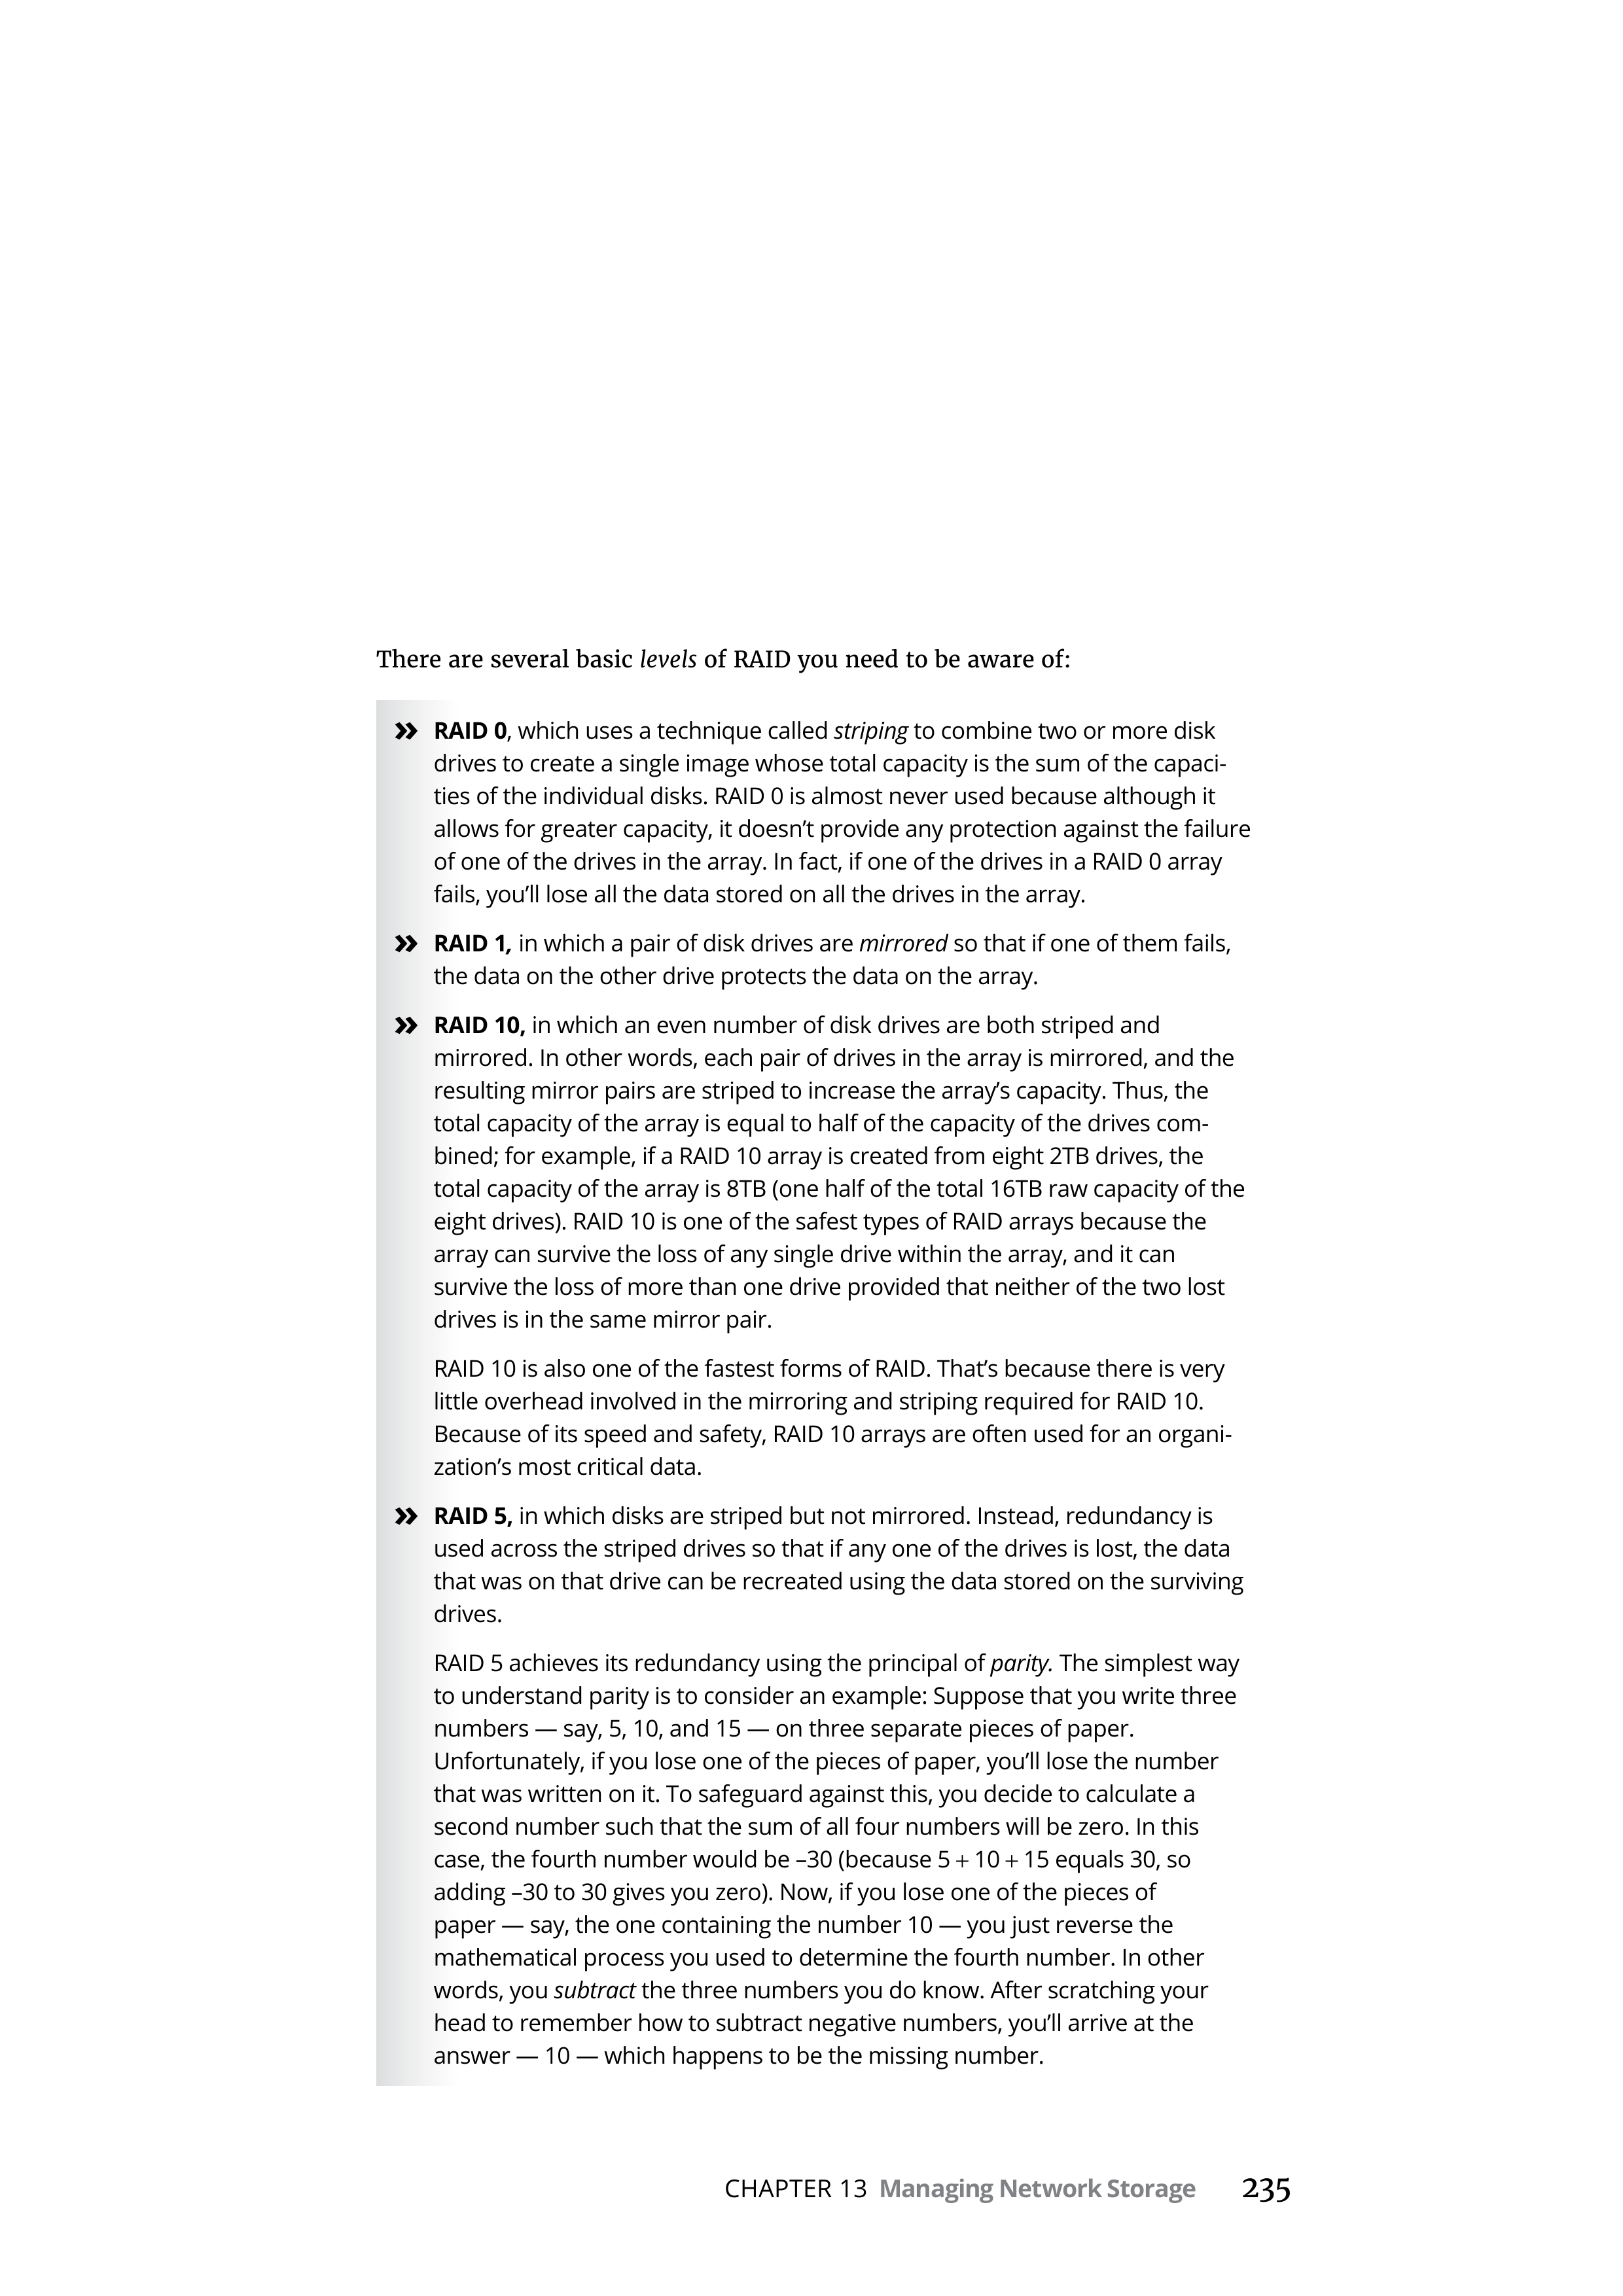 There are several basic levels of RAID you need to be aware of:
» RAID 0, which uses a technique called striping to combine two or more disk
drives to create a single image whose total capacity is the sum of the capaci-
ties of the individual disks. RAID 0 is almost never used because although it
allows for greater capacity, it doesn’t provide any protection against the failure
of one of the drives in the array. In fact, if one of the drives in a RAID 0 array
fails, you’ll lose all the data stored on all the drives in the array.
» RAID 1, in which a pair of disk drives are mirrored so that if one of them fails,
the data on the other drive protects the data on the array.
» RAID 10, in which an even number of disk drives are both striped and
mirrored. In other words, each pair of drives in the array is mirrored, and the
resulting mirror pairs are striped to increase the array’s capacity. Thus, the
total capacity of the array is equal to half of the capacity of the drives com-
bined; for example, if a RAID 10 array is created from eight 2TB drives, the
total capacity of the array is 8TB (one half of the total 16TB raw capacity of the
eight drives). RAID 10 is one of the safest types of RAID arrays because the
array can survive the loss of any single drive within the array, and it can
survive the loss of more than one drive provided that neither of the two lost
drives is in the same mirror pair.
RAID 10 is also one of the fastest forms of RAID. That’s because there is very
little overhead involved in the mirroring and striping required for RAID 10.
Because of its speed and safety, RAID 10 arrays are often used for an organi-
zation’s most critical data.
» RAID 5, in which disks are striped but not mirrored. Instead, redundancy is
used across the striped drives so that if any one of the drives is lost, the data
that was on that drive can be recreated using the data stored on the surviving
drives.
RAID 5 achieves its redundancy using the principal of parity. The simplest way
to understand parity is to consider an example: Suppose that you write three
numbers — say, 5, 10, and 15 — on three separate pieces of paper.
Unfortunately, if you lose one of the pieces of paper, you’ll lose the number
that was written on it. To safeguard against this, you decide to calculate a
second number such that the sum of all four numbers will be zero. In this
case, the fourth number would be –30 (because 5 + 10 + 15 equals 30, so
adding –30 to 30 gives you zero). Now, if you lose one of the pieces of
paper — say, the one containing the number 10 — you just reverse the
mathematical process you used to determine the fourth number. In other
words, you subtract the three numbers you do know. After scratching your
head to remember how to subtract negative numbers, you’ll arrive at the
answer — 10 — which happens to be the missing number.
CHAPTER 13 Managing Network Storage 235